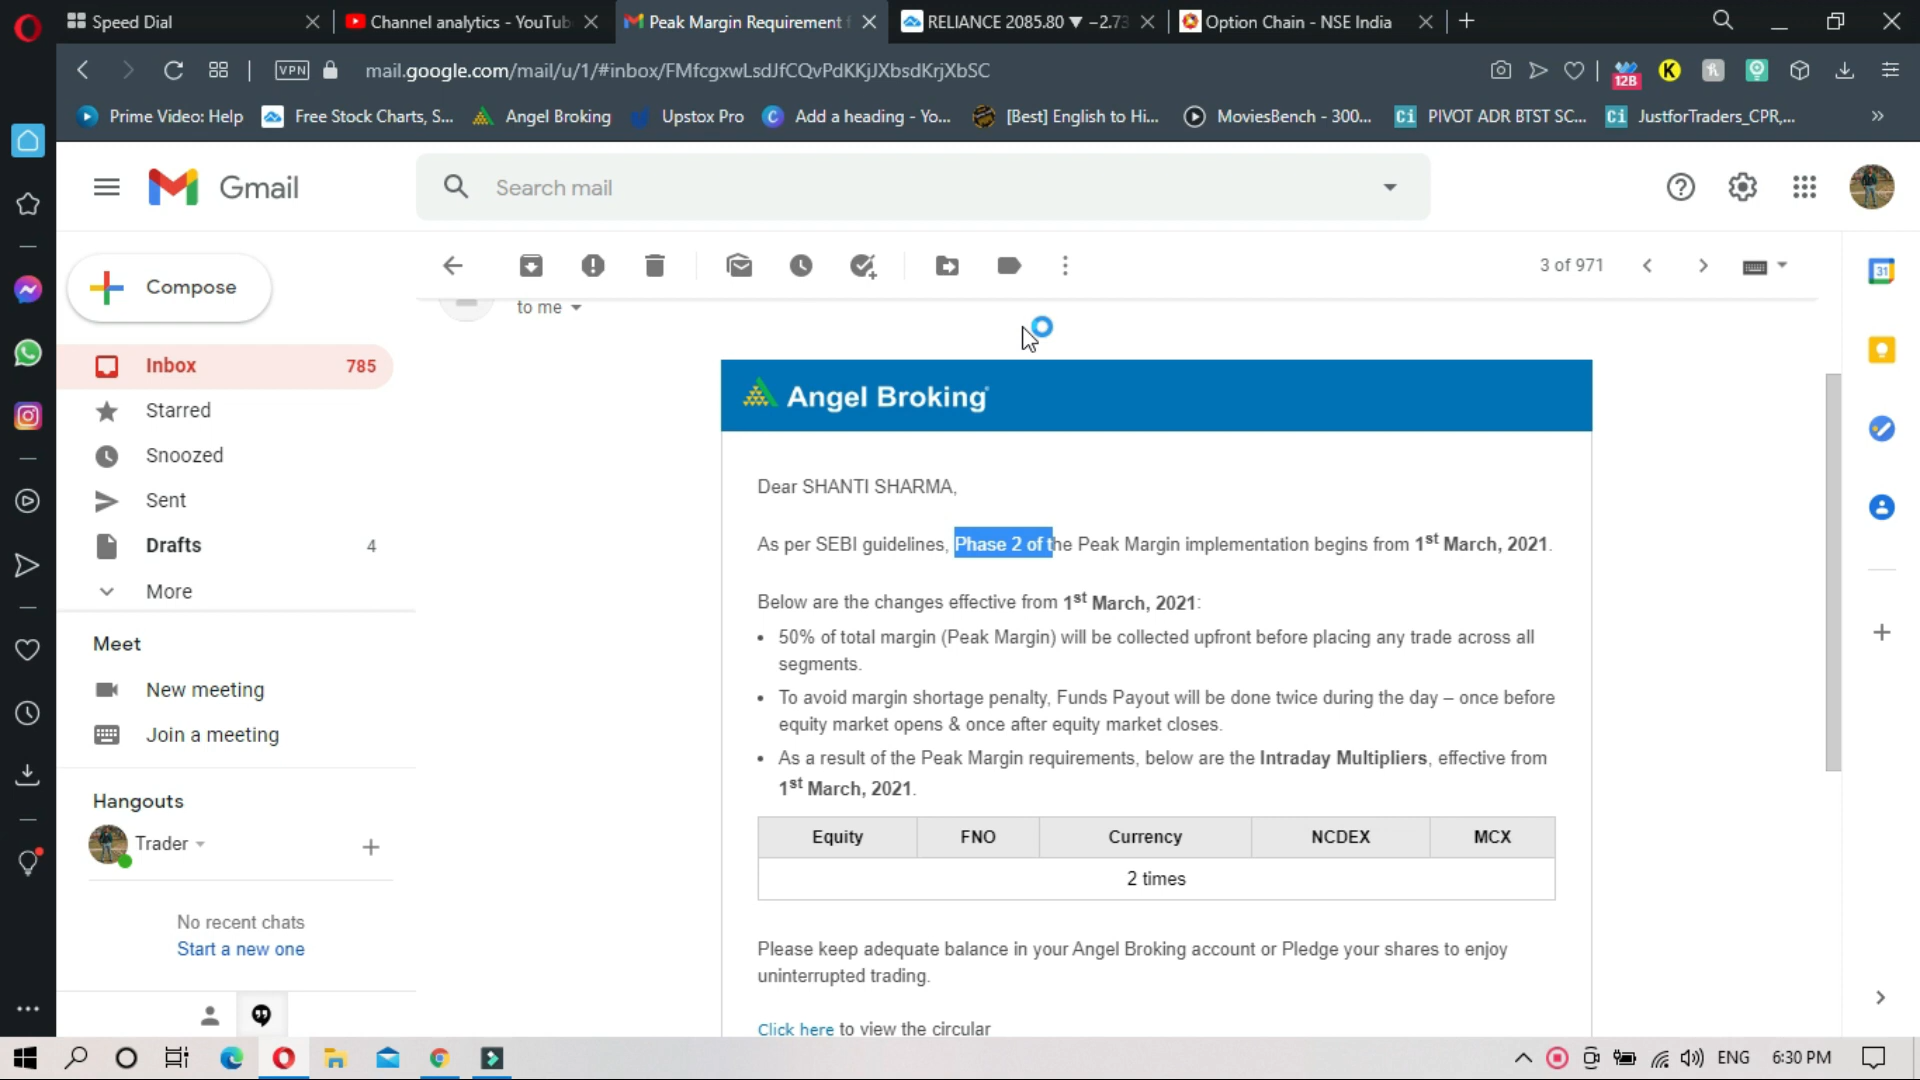 Speed Dial
Channel analytics - YouTub
Peak Margin Requirement f
RELIANCE 2085.80 ▼ −2.73
Option Chain - NSE India
VPN
mail.google.com/mail/u/1/#inbox/FMfcgxwLsdJfCQvPdKKjJXbsdKrjXbSC
12B
K
Prime Video: Help
Free Stock Charts, S...
Angel Broking
Upstox Pro
Add a heading - Yo...
[Best] English to Hi...
MoviesBench - 300...
Ci PIVOT ADR BTST SC...
Ci JustforTraders_CPR,...
Gmail
Search mail
Compose
3 of 971
31
to me
Inbox 785
Starred
Snoozed
Sent
Drafts 4
More
Meet
New meeting
Join a meeting
Hangouts
Trader
No recent chats
Start a new one
Angel Broking
Dear SHANTI SHARMA,
As per SEBI guidelines, Phase 2 of the Peak Margin implementation begins from 1st March, 2021.
Below are the changes effective from 1st March, 2021:
• 50% of total margin (Peak Margin) will be collected upfront before placing any trade across all
segments.
• To avoid margin shortage penalty, Funds Payout will be done twice during the day – once before
equity market opens & once after equity market closes.
• As a result of the Peak Margin requirements, below are the Intraday Multipliers, effective from
1st March, 2021.
Equity FNO Currency NCDEX MCX
2 times
Please keep adequate balance in your Angel Broking account or Pledge your shares to enjoy
uninterrupted trading.
Click here to view the circular
ENG 6:30 PM